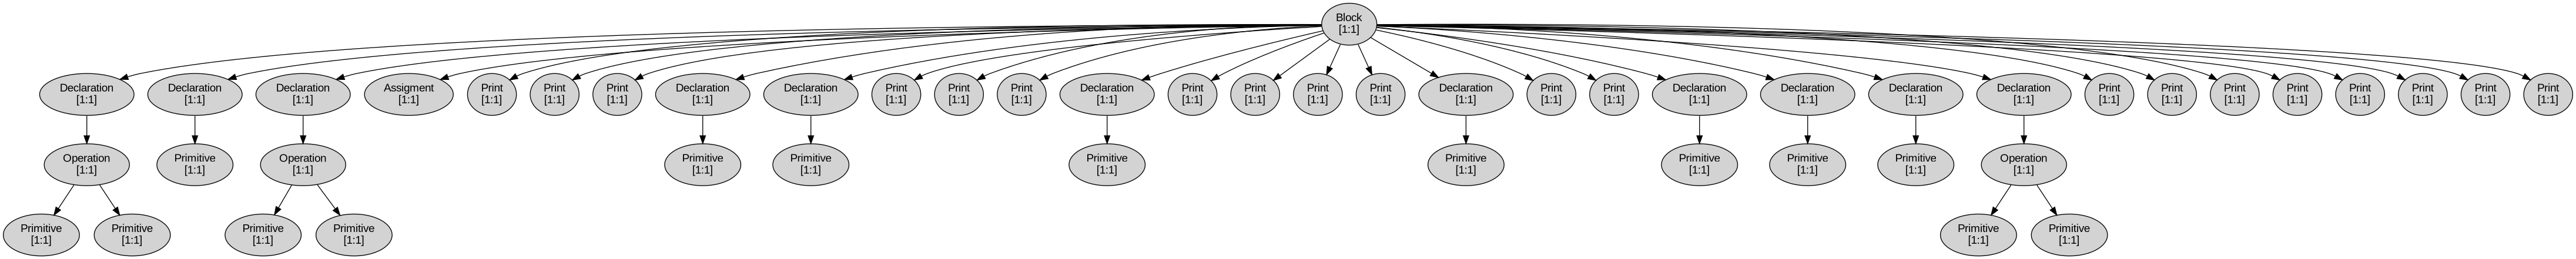 Block
[1:1]
Declaration
[1:1]
Declaration
[1:1]
Declaration
[1:1]
Assigment
[1:1]
Print
[1:1]
Print
[1:1]
Print
[1:1]
Declaration
[1:1]
Declaration
[1:1]
Print
[1:1]
Print
[1:1]
Print
[1:1]
Declaration
[1:1]
Print
[1:1]
Print
[1:1]
Print
[1:1]
Print
[1:1]
Declaration
[1:1]
Print
[1:1]
Print
[1:1]
Declaration
[1:1]
Declaration
[1:1]
Declaration
[1:1]
Declaration
[1:1]
Print
[1:1]
Print
[1:1]
Print
[1:1]
Print
[1:1]
Print
[1:1]
Print
[1:1]
Print
[1:1]
Print
[1:1]
Operation
[1:1]
Primitive
[1:1]
Operation
[1:1]
Primitive
[1:1]
Primitive
[1:1]
Primitive
[1:1]
Primitive
[1:1]
Primitive
[1:1]
Primitive
[1:1]
Primitive
[1:1]
Operation
[1:1]
Primitive
[1:1]
Primitive
[1:1]
Primitive
[1:1]
Primitive
[1:1]
Primitive
[1:1]
Primitive
[1:1]